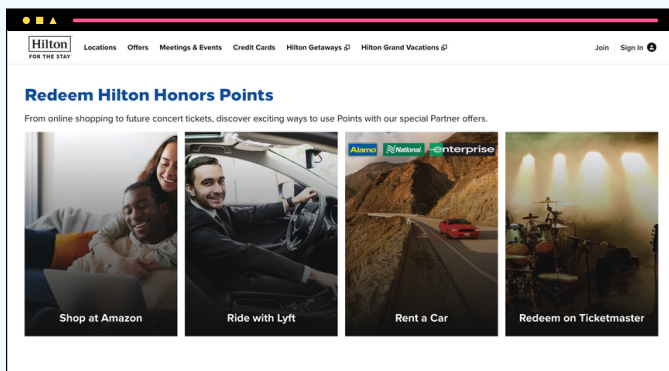 Hilton
FOR THE STAY
Locations Offers Meetings & Events Credit Cards Hilton Getaways Hilton Grand Vacations Join Sign In
Redeem Hilton Honors Points
From online shopping to future concert tickets, discover exciting ways to use Points with our special Partner offers.
Alamo National enterprise
Shop at Amazon Ride with Lyft Rent a Car Redeem on Ticketmaster